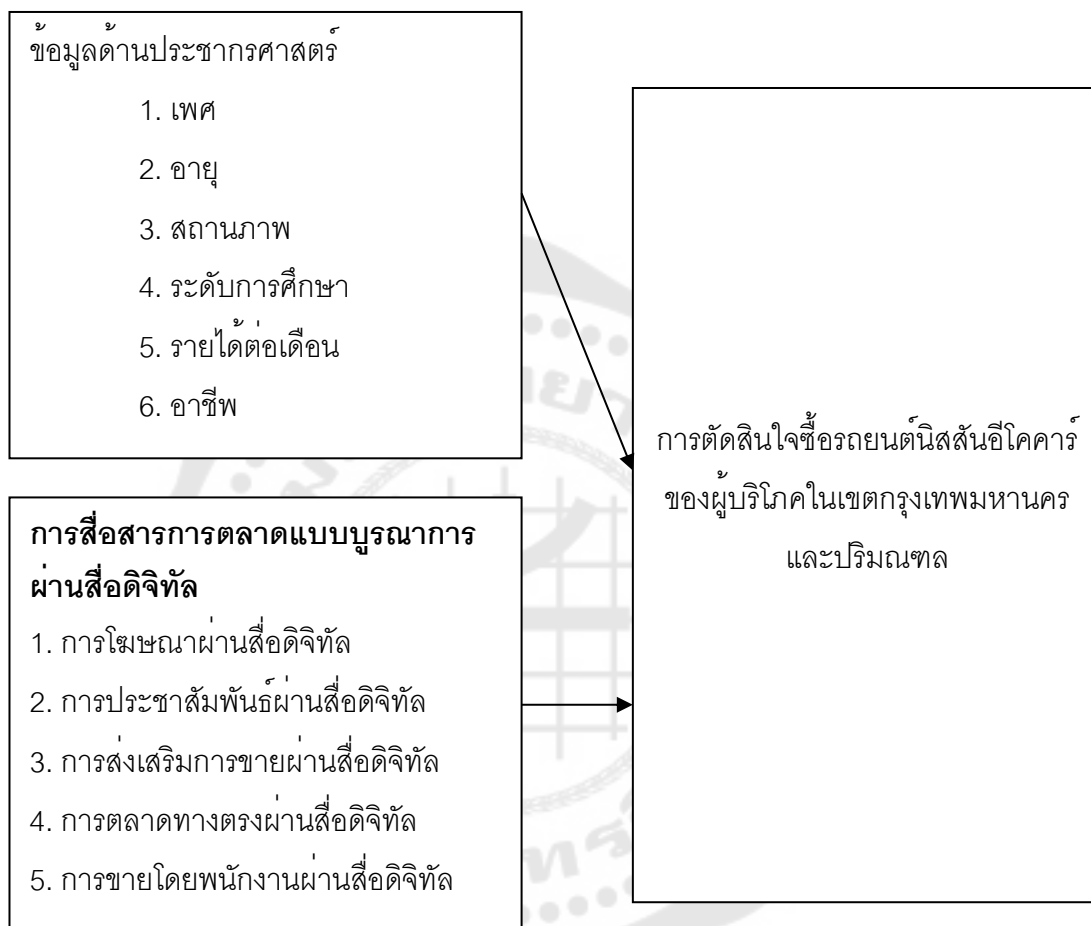 ข้อมูลด้านประชากรศาสตร์
1. เพศ
2. อายุ
3. สถานภาพ
4. ระดับการศึกษา
5. รายได้ต่อเดือน
6. อาชีพ
การสื่อสารการตลาดแบบบูรณาการ
ผ่านสื่อดิจิทัล
1. การโฆษณาผ่านสื่อดิจิทัล
2. การประชาสัมพันธ์ผ่านสื่อดิจิทัล
3. การส่งเสริมการขายผ่านสื่อดิจิทัล
4. การตลาดทางตรงผ่านสื่อดิจิทัล
5. การขายโดยพนักงานผ่านสื่อดิจิทัล
การตัดสินใจซื้อรถยนต์นิสสันอีโคคาร์
ของผู้บริโภคในเขตกรุงเทพมหานคร
และปริมณฑล